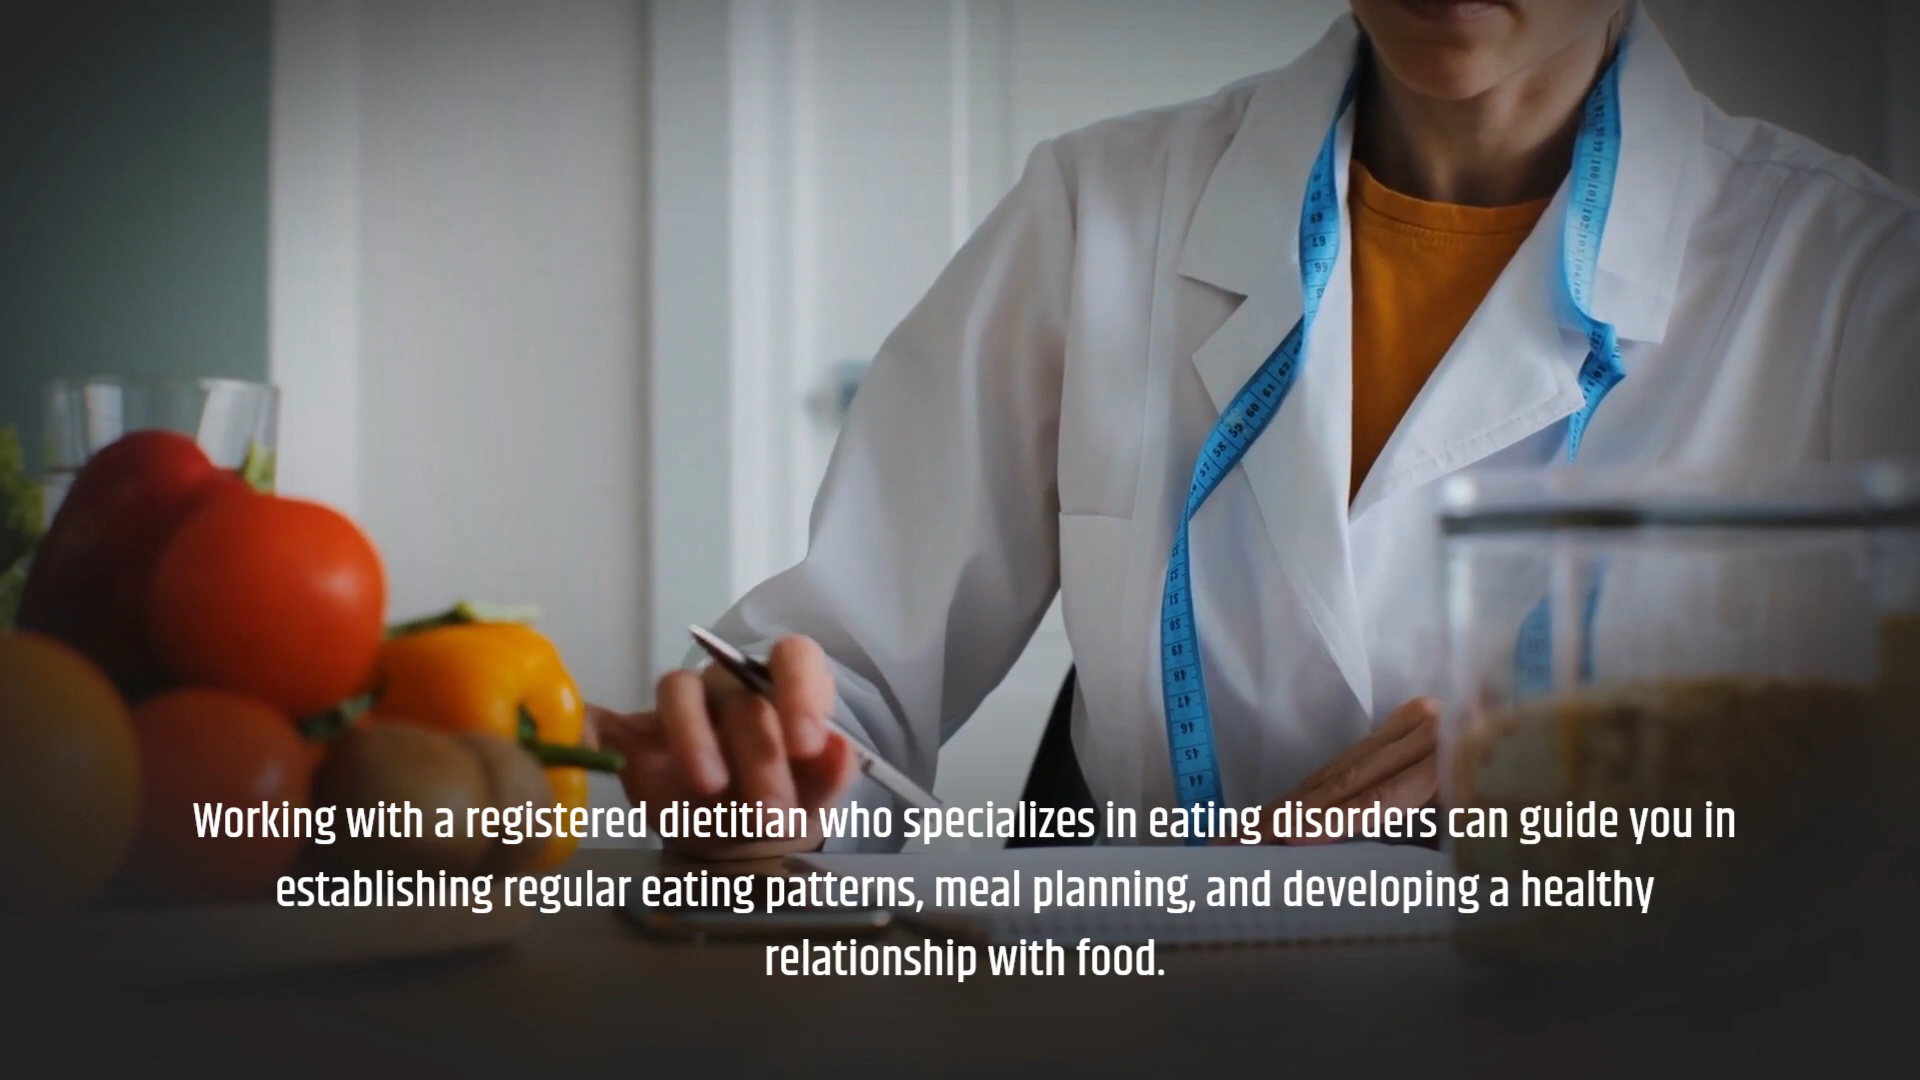 Working with a registered dietitian who specializes in eating disorders can guide you in
establishing regular eating patterns, meal planning, and developing a healthy
relationship with food.